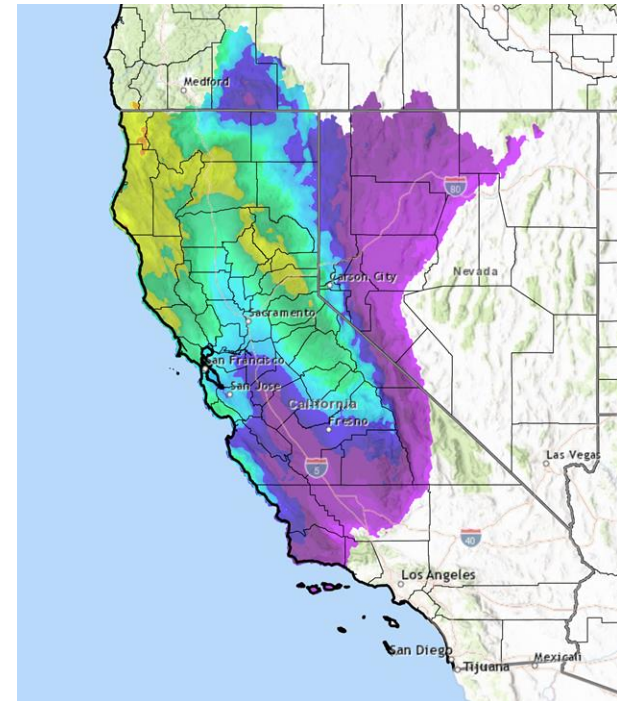 Medford
80
Carson City
Nevada
Sacramento
San Francisco
San Jose
California
Fresno
Las Vegas
5
40
Los Angeles
San Diego
Mexicali
Tijuana